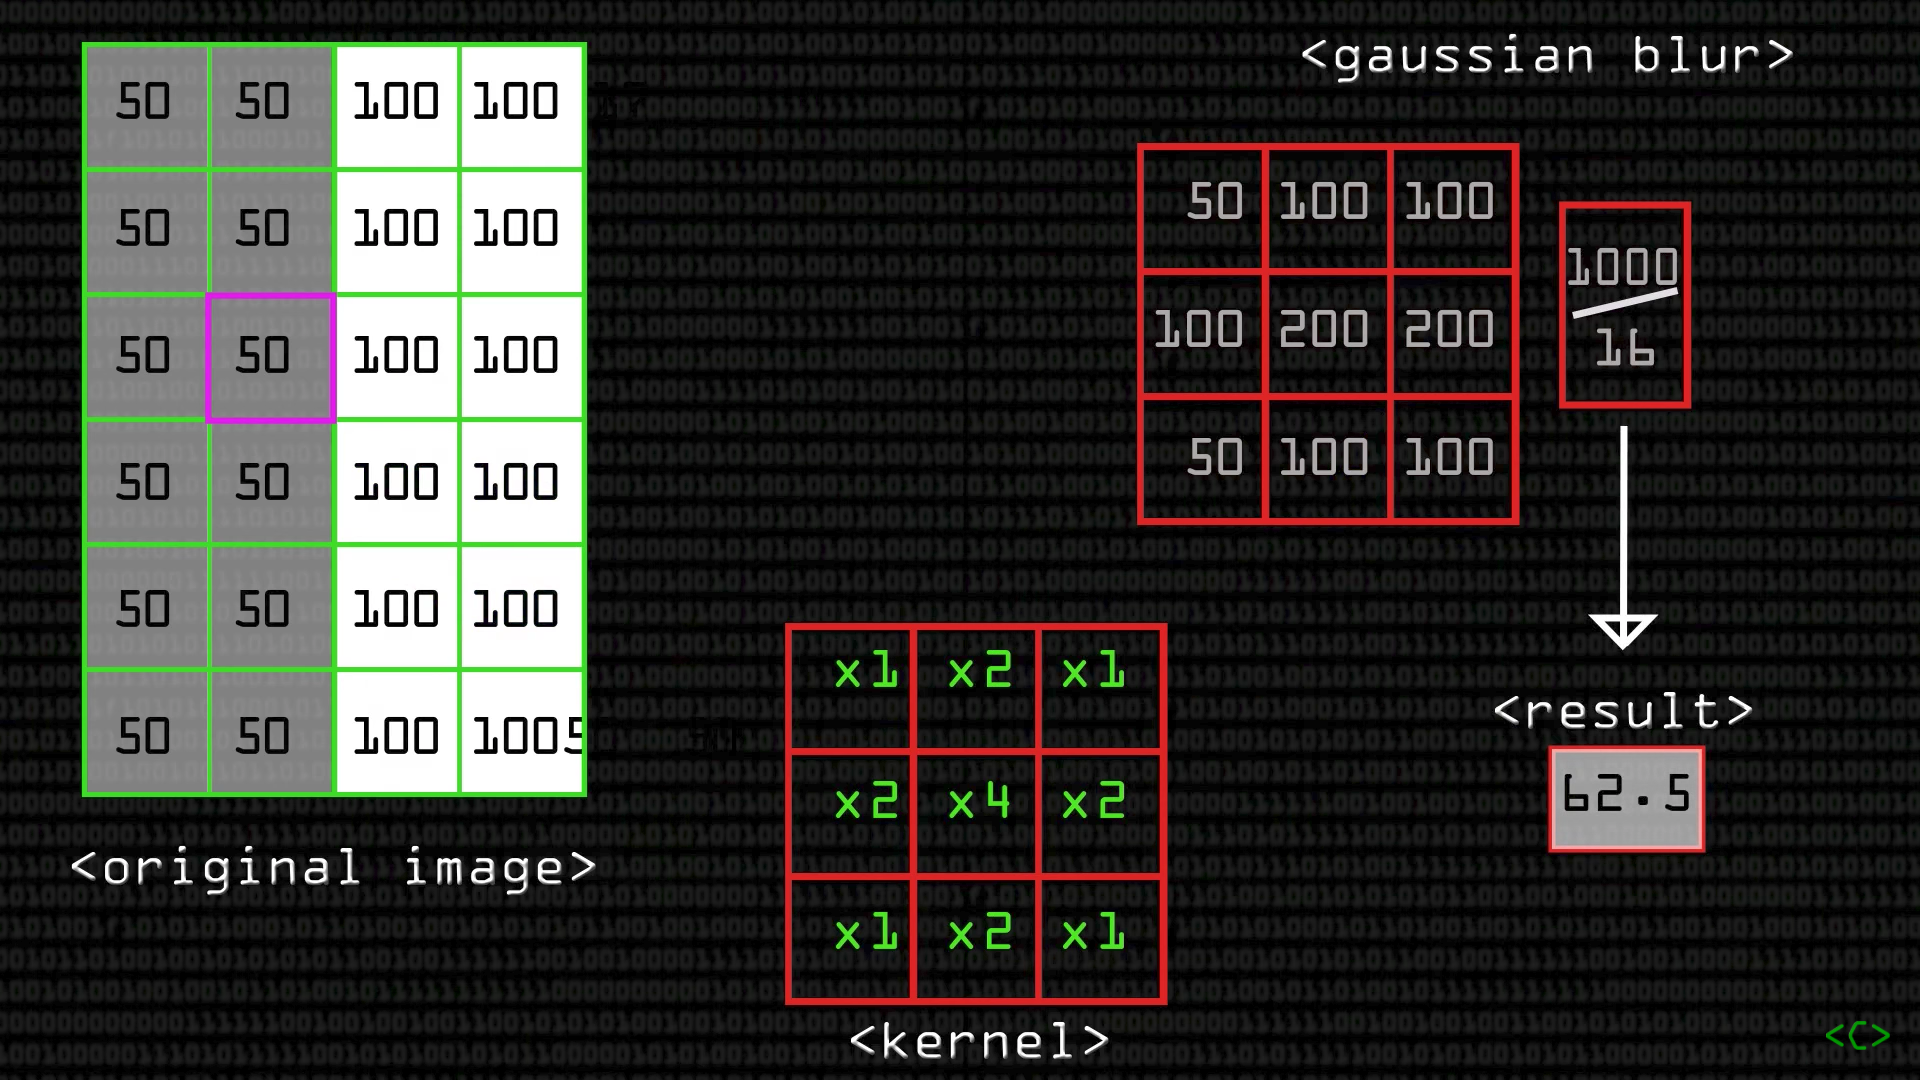 <gaussian blur>
50 50 100 100
50 50 100 100
50 50 100 100
50 50 100 100
50 50 100 100
50 50 100 1005
<original image>
50 100 100
100 200 200
50 100 100
1000
16
x1 x2 x1
x2 x4 x2
x1 x2 x1
<kernel>
<result>
62.5
<C>